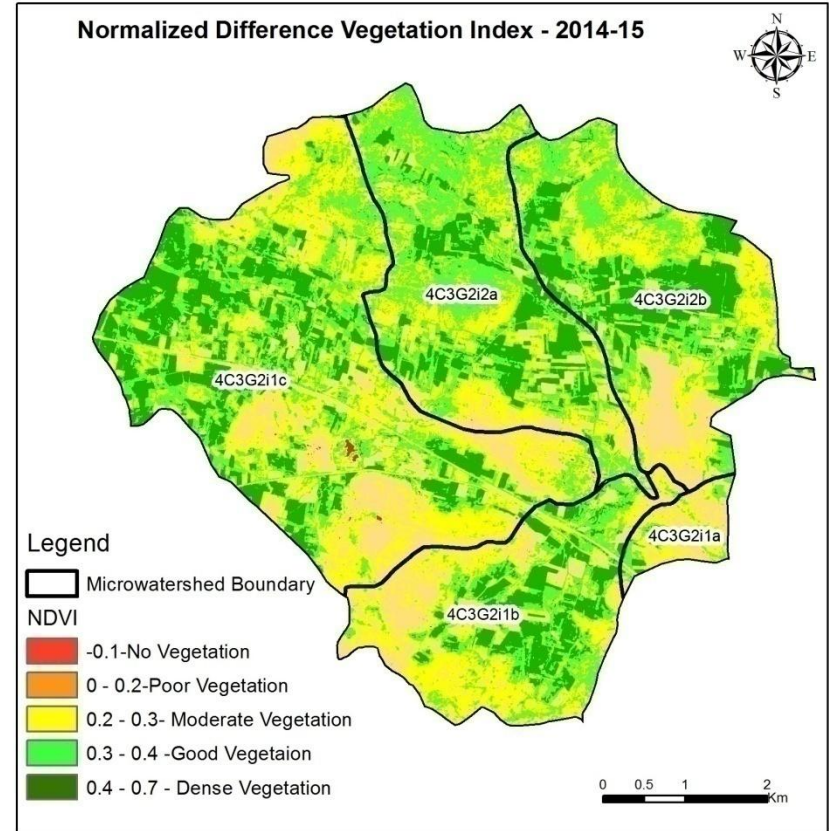 Normalized Difference Vegetation Index - 2014-15
N
W
E
S
4C3G2i2a
4C3G2i2b
4C3G2i1c
4C3G2i1a
4C3G2i1b
Legend
Microwatershed Boundary
NDVI
-0.1-No Vegetation
0 - 0.2-Poor Vegetation
0.2 - 0.3- Moderate Vegetation
0.3 - 0.4 -Good Vegetaion
0.4 - 0.7 - Dense Vegetation
0 0.5 1 2
Km